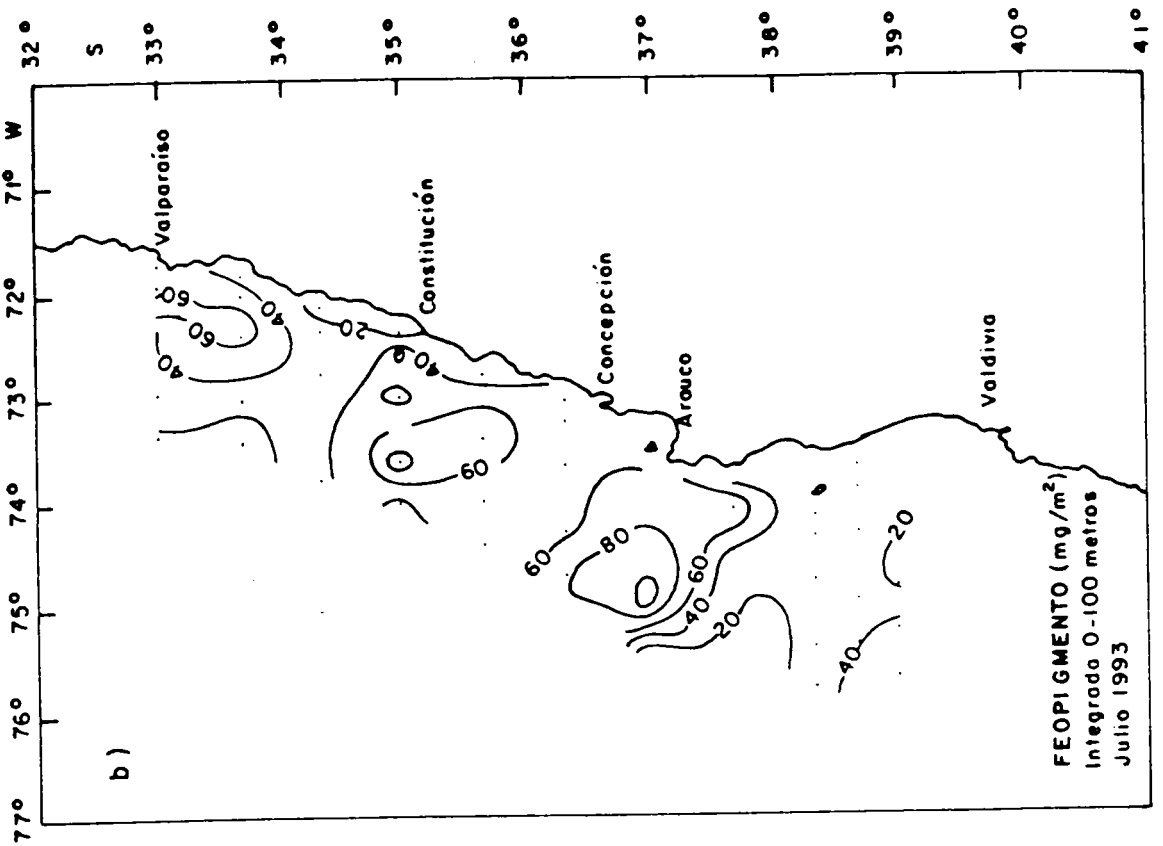 b)
77°
76°
75°
74°
73°
72°
71°
W
32°
S
33°
34°
35°
36°
37°
38°
39°
40°
41°
Valparaíso
Constitución
Concepción
Arauco
Valdivia
60
60
40
40
20
40
60
60
80
60
40
20
20
40
FEOPIGMENTO (mg/m²)
Integrada 0-100 metros
Julio 1993